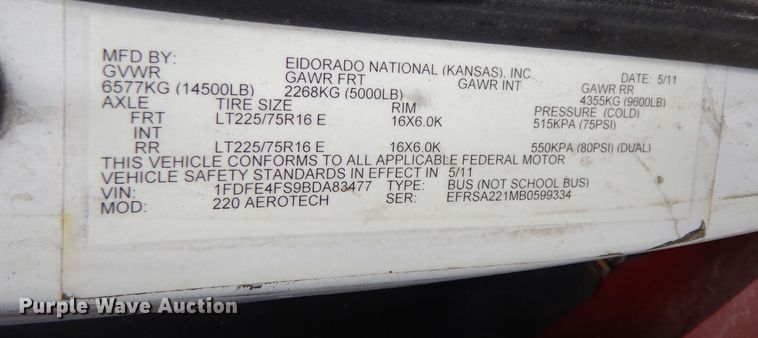 MFD BY: EIDORADO NATIONAL (KANSAS), INC. DATE: 5/11
GVWR GAWR FRT GAWR INT GAWR RR
6577KG (14500LB) 2268KG (5000LB) 4355KG (9600LB)
AXLE TIRE SIZE RIM PRESSURE (COLD)
FRT LT225/75R16 E 16X6.0K 515KPA (75PSI)
INT
RR LT225/75R16 E 16X6.0K 550KPA (80PSI) (DUAL)
THIS VEHICLE CONFORMS TO ALL APPLICABLE FEDERAL MOTOR
VEHICLE SAFETY STANDARDS IN EFFECT IN 5/11
VIN: 1FDFE4FS9BDA83477 TYPE: BUS (NOT SCHOOL BUS)
MOD: 220 AEROTECH SER: EFRSA221MB0599334
Purple Wave Auction